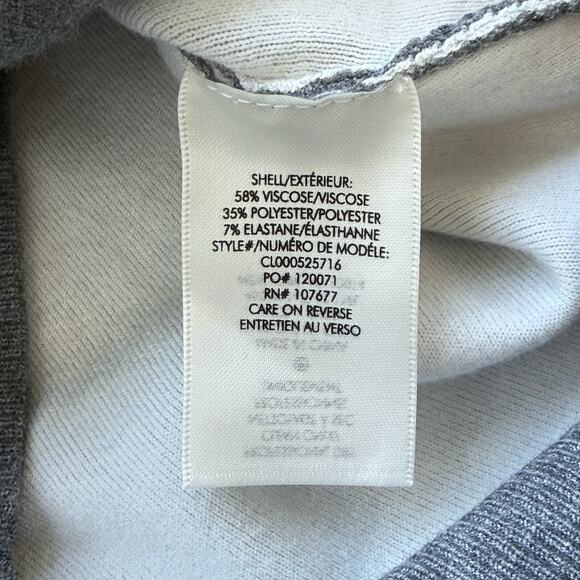 SHELL/EXTÉRIEUR:
58% VISCOSE/VISCOSE
35% POLYESTER/POLYESTER
7% ELASTANE/ÉLASTHANNE
STYLE#/NUMÉRO DE MODÉLE:
CL000525716
PO# 120071
RN# 107677
CARE ON REVERSE
ENTRETIEN AU VERSO